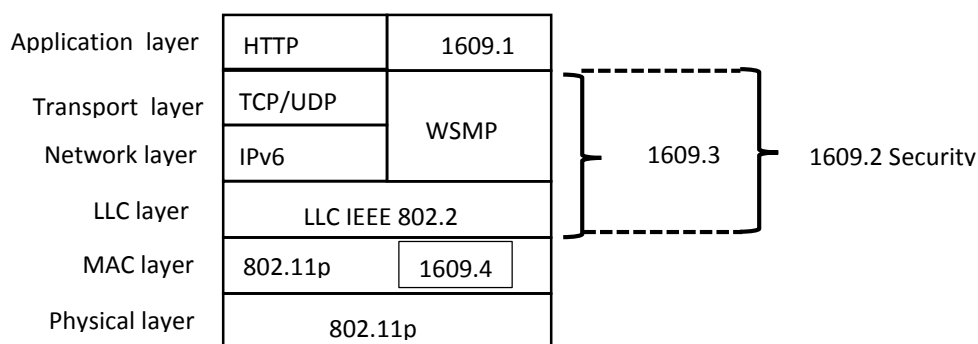 Application layer HTTP 1609.1
Transport layer TCP/UDP
WSMP
Network layer IPv6 1609.3 1609.2 Security
LLC layer LLC IEEE 802.2
MAC layer 802.11p 1609.4
Physical layer 802.11p